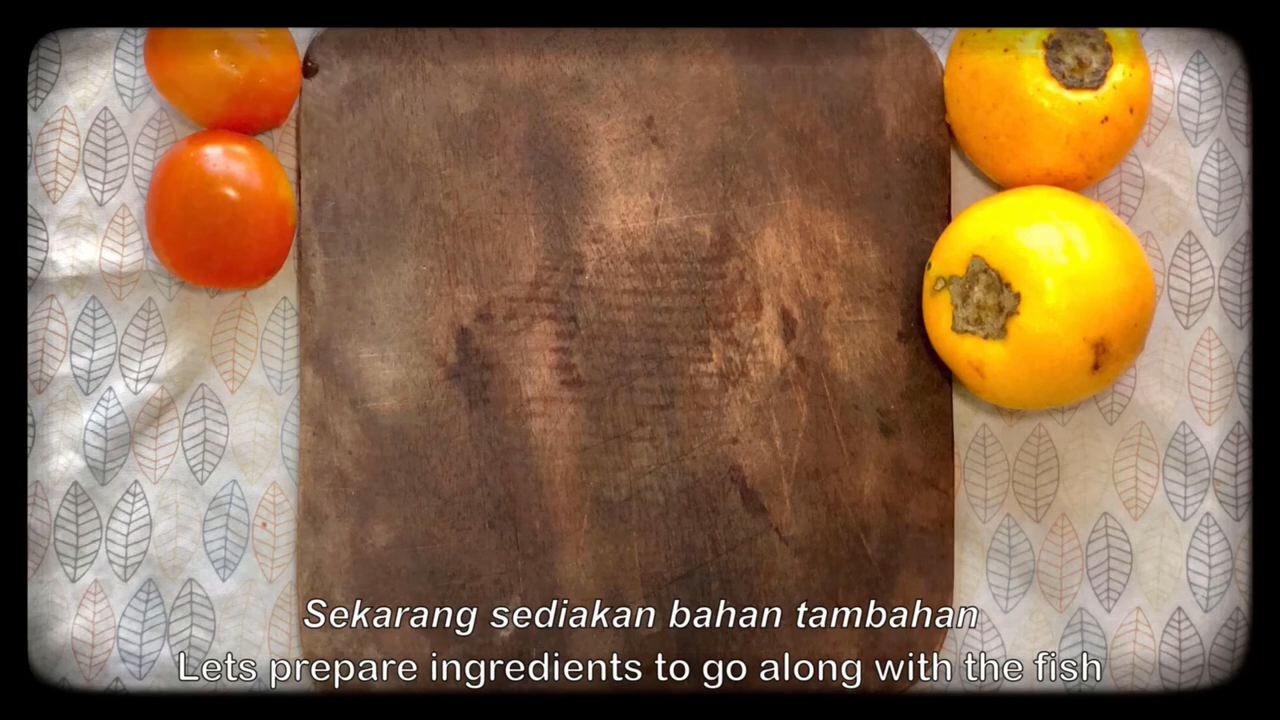 Sekarang sediakan bahan tambahan
Lets prepare ingredients to go along with the fish